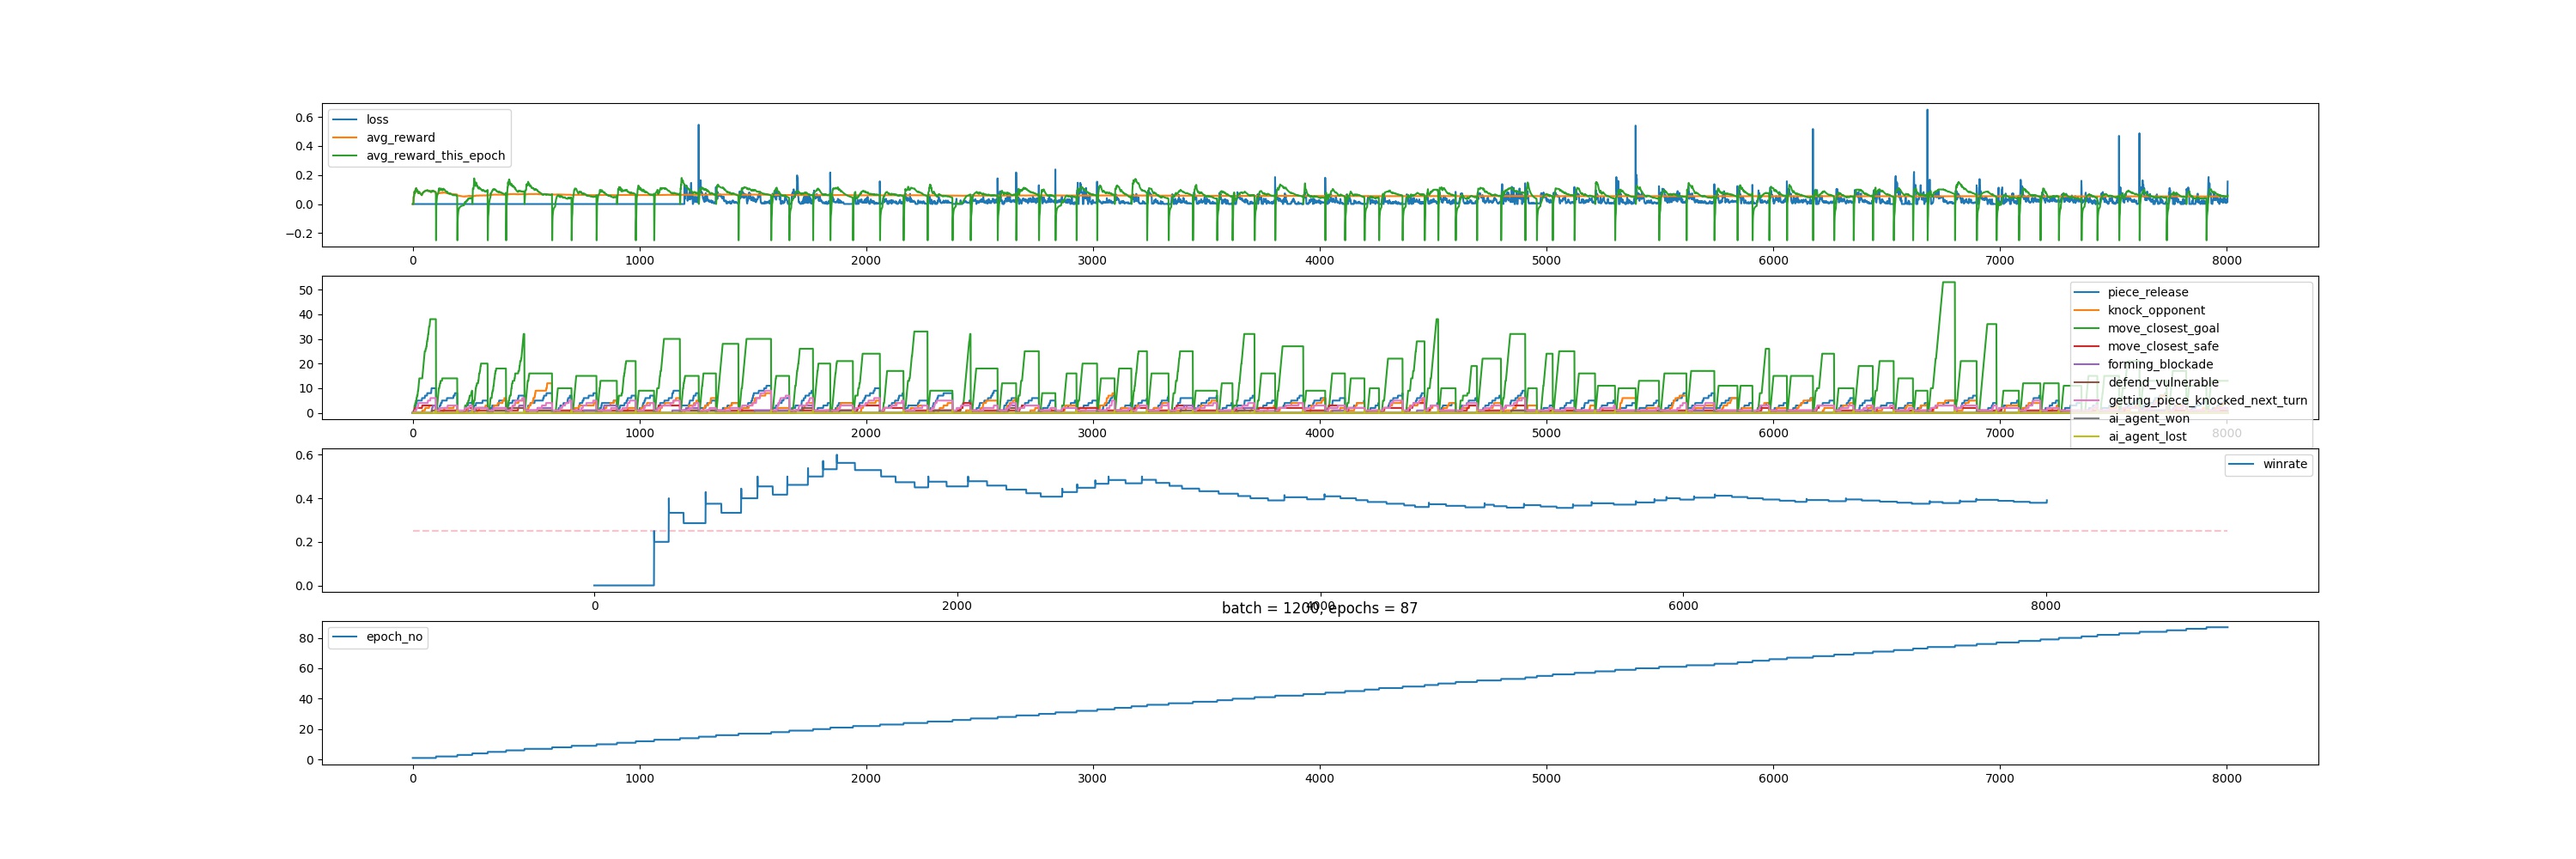 0.6
0.4
0.2
0.0
−0.2
loss
avg_reward
avg_reward_this_epoch
0 1000 2000 3000 4000 5000 6000 7000 8000
50
40
30
20
10
0
piece_release
knock_opponent
move_closest_goal
move_closest_safe
forming_blockade
defend_vulnerable
getting_piece_knocked_next_turn
ai_agent_won
ai_agent_lost
0 1000 2000 3000 4000 5000 6000 7000 8000
0.6
0.4
0.2
0.0
winrate
0 2000 4000 6000 8000
batch = 1200, epochs = 87
80
60
40
20
0
epoch_no
0 1000 2000 3000 4000 5000 6000 7000 8000